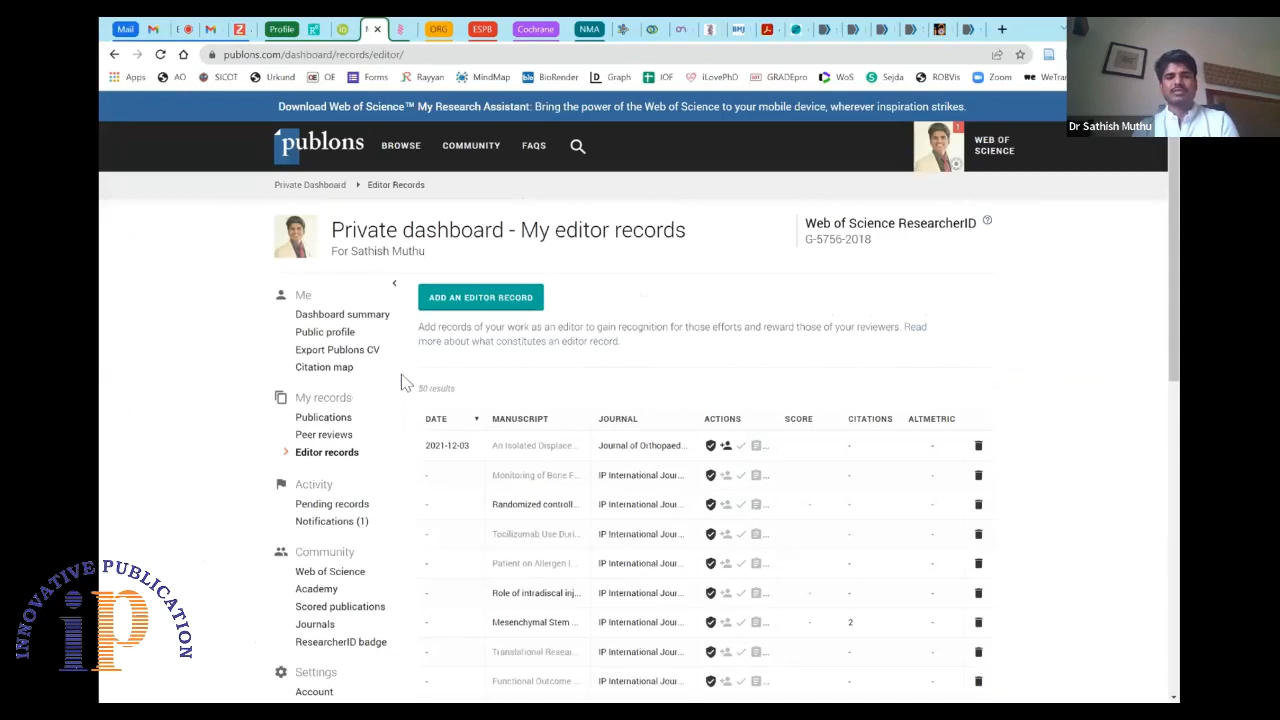 Mail
Profile
ORG
ESPB
Cochrane
NMA
BMJ
publons.com/dashboard/records/editor/
Apps AO SICOT Urkund OE Forms Rayyan MindMap BioRender Graph IOF iLovePhD GRADEpro WoS Sejda ROBVis Zoom WeTra
Dr Sathish Muthu
Download Web of Science™ My Research Assistant: Bring the power of the Web of Science to your mobile device, wherever inspiration strikes.
publons BROWSE COMMUNITY FAQS
1
WEB OF
SCIENCE
Private Dashboard Editor Records
Private dashboard - My editor records
For Sathish Muthu
Web of Science ResearcherID
G-5756-2018
Me
Dashboard summary
Public profile
Export Publons CV
Citation map
My records
Publications
Peer reviews
Editor records
Activity
Pending records
Notifications (1)
Community
Web of Science
Academy
Scored publications
Journals
ResearcherID badge
Settings
Account
ADD AN EDITOR RECORD
Add records of your work as an editor to gain recognition for those efforts and reward those of your reviewers. Read
more about what constitutes an editor record.
50 results
DATE MANUSCRIPT JOURNAL ACTIONS SCORE CITATIONS ALTMETRIC
2021-12-03 An Isolated Displace... Journal of Orthopaed... ... - -
- Monitoring of Bone F... IP International Jour... ... - -
- Randomized controll... IP International Jour... ... - - -
- Tocilizumab Use Duri... IP International Jour... ... - -
- Patient on Allergen I... IP International Jour... ... - -
- Role of intradiscal inj... IP International Jour... ... - - -
- Mesenchymal Stem ... IP International Jour... ... - 2 -
- Translational Resear... IP International Jour... ... - -
- Functional Outcome ... IP International Jour... ... - -
INNOVATIVE PUBLICATION
ip